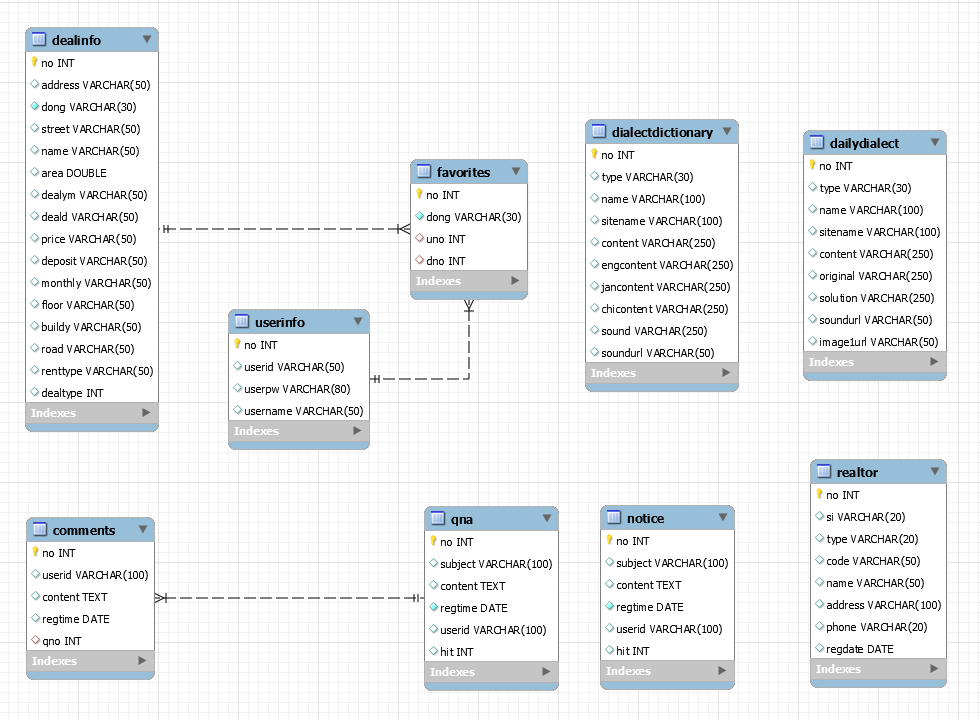 dealinfo
no INT
address VARCHAR(50)
dong VARCHAR(30)
street VARCHAR(50)
name VARCHAR(50)
area DOUBLE
dealym VARCHAR(50)
deald VARCHAR(50)
price VARCHAR(50)
deposit VARCHAR(50)
monthly VARCHAR(50)
floor VARCHAR(50)
buildy VARCHAR(50)
road VARCHAR(50)
renttype VARCHAR(50)
dealtype INT
Indexes
favorites
no INT
dong VARCHAR(30)
uno INT
dno INT
Indexes
userinfo
no INT
userid VARCHAR(50)
userpw VARCHAR(80)
username VARCHAR(50)
Indexes
dialectdictionary
no INT
type VARCHAR(30)
name VARCHAR(100)
sitename VARCHAR(100)
content VARCHAR(250)
engcontent VARCHAR(250)
jancontent VARCHAR(250)
chicontent VARCHAR(250)
sound VARCHAR(250)
soundurl VARCHAR(50)
Indexes
dailydialect
no INT
type VARCHAR(30)
name VARCHAR(100)
sitename VARCHAR(100)
content VARCHAR(250)
original VARCHAR(250)
solution VARCHAR(250)
soundurl VARCHAR(50)
image1url VARCHAR(50)
Indexes
comments
no INT
userid VARCHAR(100)
content TEXT
regtime DATE
qno INT
Indexes
qna
no INT
subject VARCHAR(100)
content TEXT
regtime DATE
userid VARCHAR(100)
hit INT
Indexes
notice
no INT
subject VARCHAR(100)
content TEXT
regtime DATE
userid VARCHAR(100)
hit INT
Indexes
realtor
no INT
si VARCHAR(20)
type VARCHAR(20)
code VARCHAR(50)
name VARCHAR(50)
address VARCHAR(100)
phone VARCHAR(20)
regdate DATE
Indexes